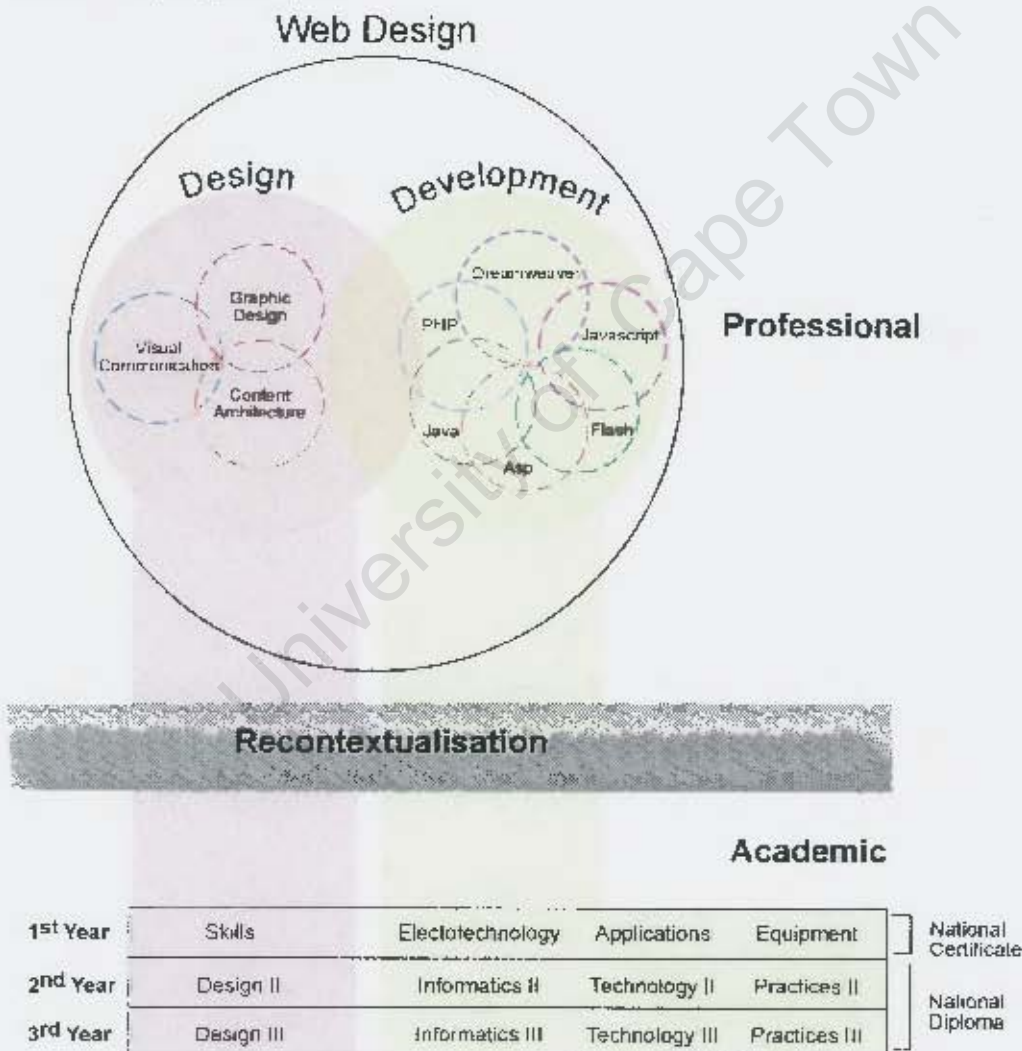 Web Design
Design
Development
Graphic
Design
Visual
Communication
Content
Architecture
Dreamweaver
PHP
Javascript
Java
Flash
Asp
Professional
University of Cape Town
Recontextualisation
Academic
1st Year Skills Electotechnology Applications Equipment
National
Certificate
2nd Year Design II Informatics II Technology II Practices II
3rd Year Design III Informatics III Technology III Practices III
National
Diploma